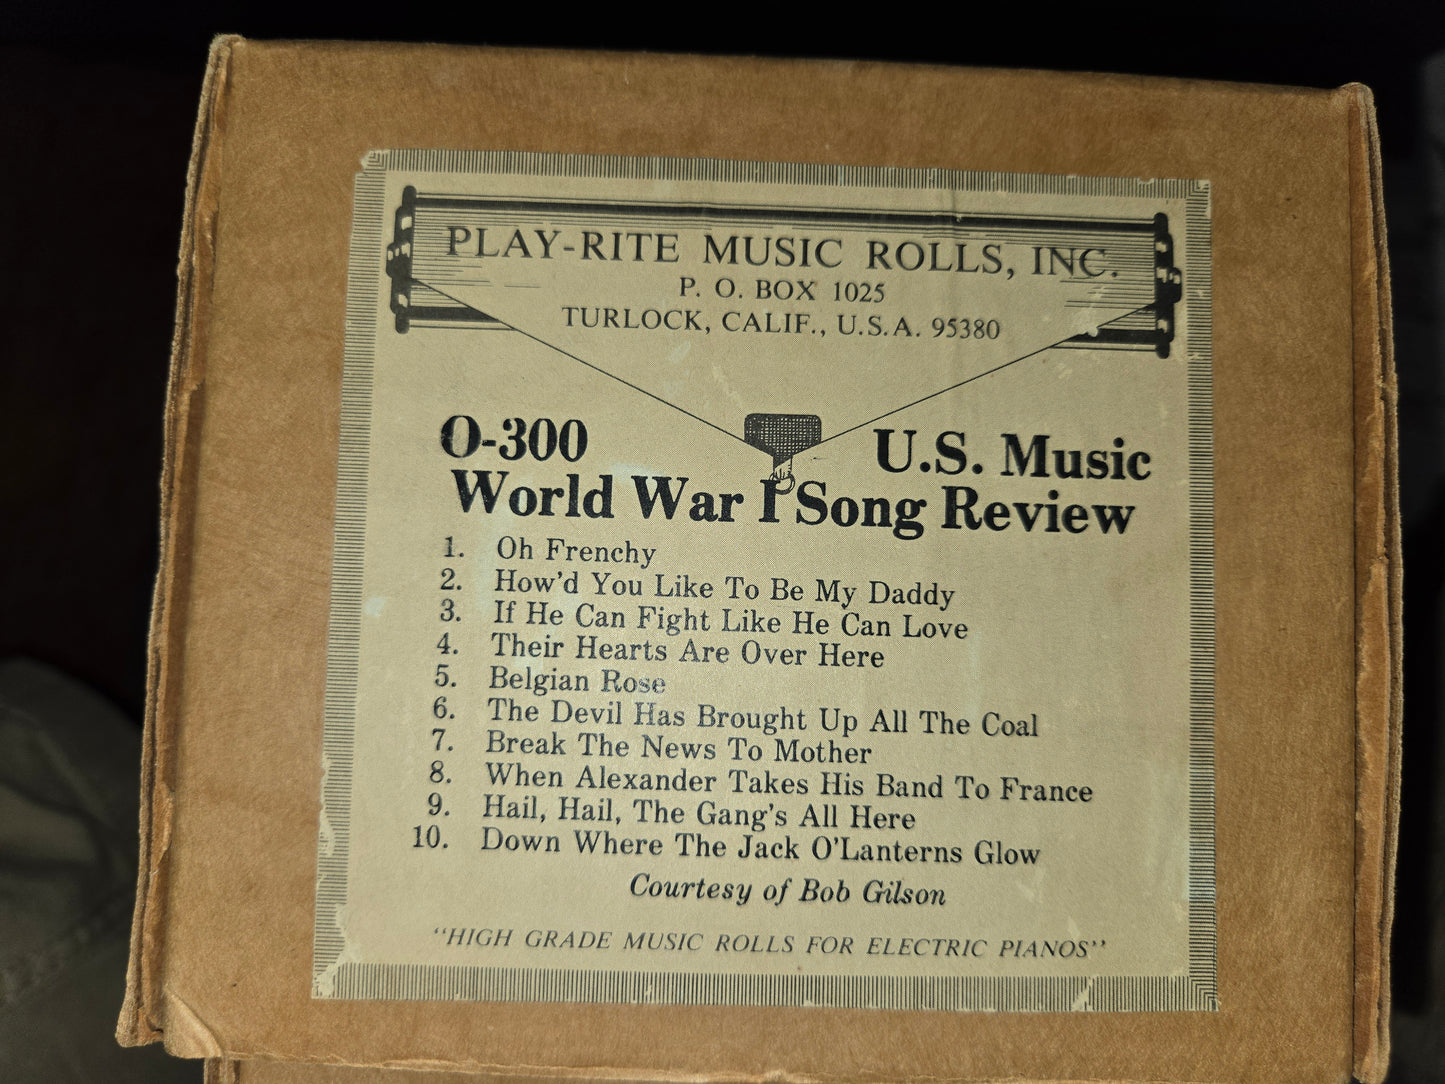 PLAY-RITE MUSIC ROLLS, INC.
P. O. BOX 1025
TURLOCK, CALIF., U.S.A. 95380
O-300 U.S. Music
World War I Song Review
1. Oh Frenchy
2. How'd You Like To Be My Daddy
3. If He Can Fight Like He Can Love
4. Their Hearts Are Over Here
5. Belgian Rose
6. The Devil Has Brought Up All The Coal
7. Break The News To Mother
8. When Alexander Takes His Band To France
9. Hail, Hail, The Gang's All Here
10. Down Where The Jack O'Lanterns Glow
Courtesy of Bob Gilson
"HIGH GRADE MUSIC ROLLS FOR ELECTRIC PIANOS"